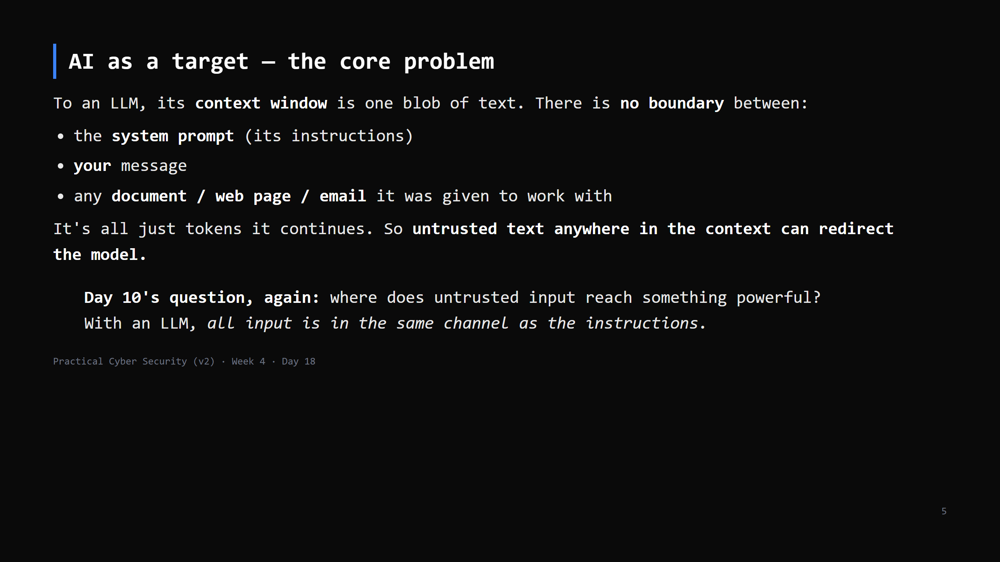 AI as a target — the core problem
To an LLM, its context window is one blob of text. There is no boundary between:
• the system prompt (its instructions)
• your message
• any document / web page / email it was given to work with
It's all just tokens it continues. So untrusted text anywhere in the context can redirect
the model.
Day 10's question, again: where does untrusted input reach something powerful?
With an LLM, all input is in the same channel as the instructions.
Practical Cyber Security (v2) · Week 4 · Day 18
5